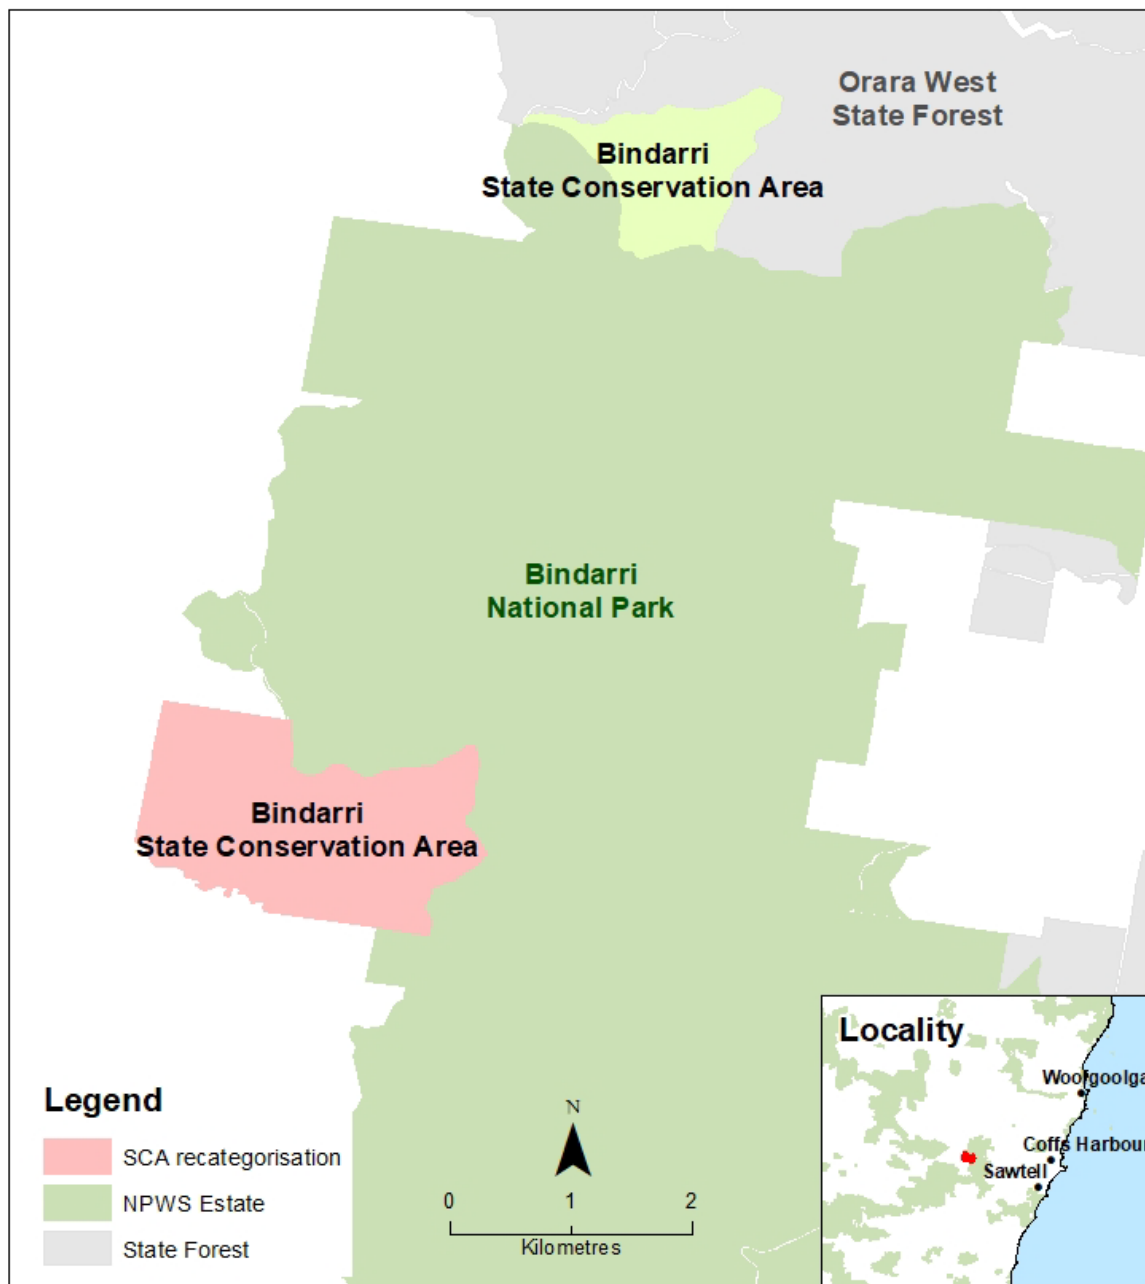 Orara West
State Forest
Bindarri
State Conservation Area
Bindarri
National Park
Bindarri
State Conservation Area
Legend
SCA recategorisation
NPWS Estate
State Forest
N
0 1 2
Kilometres
Locality
Woolgoolga
Coffs Harbour
Sawtell